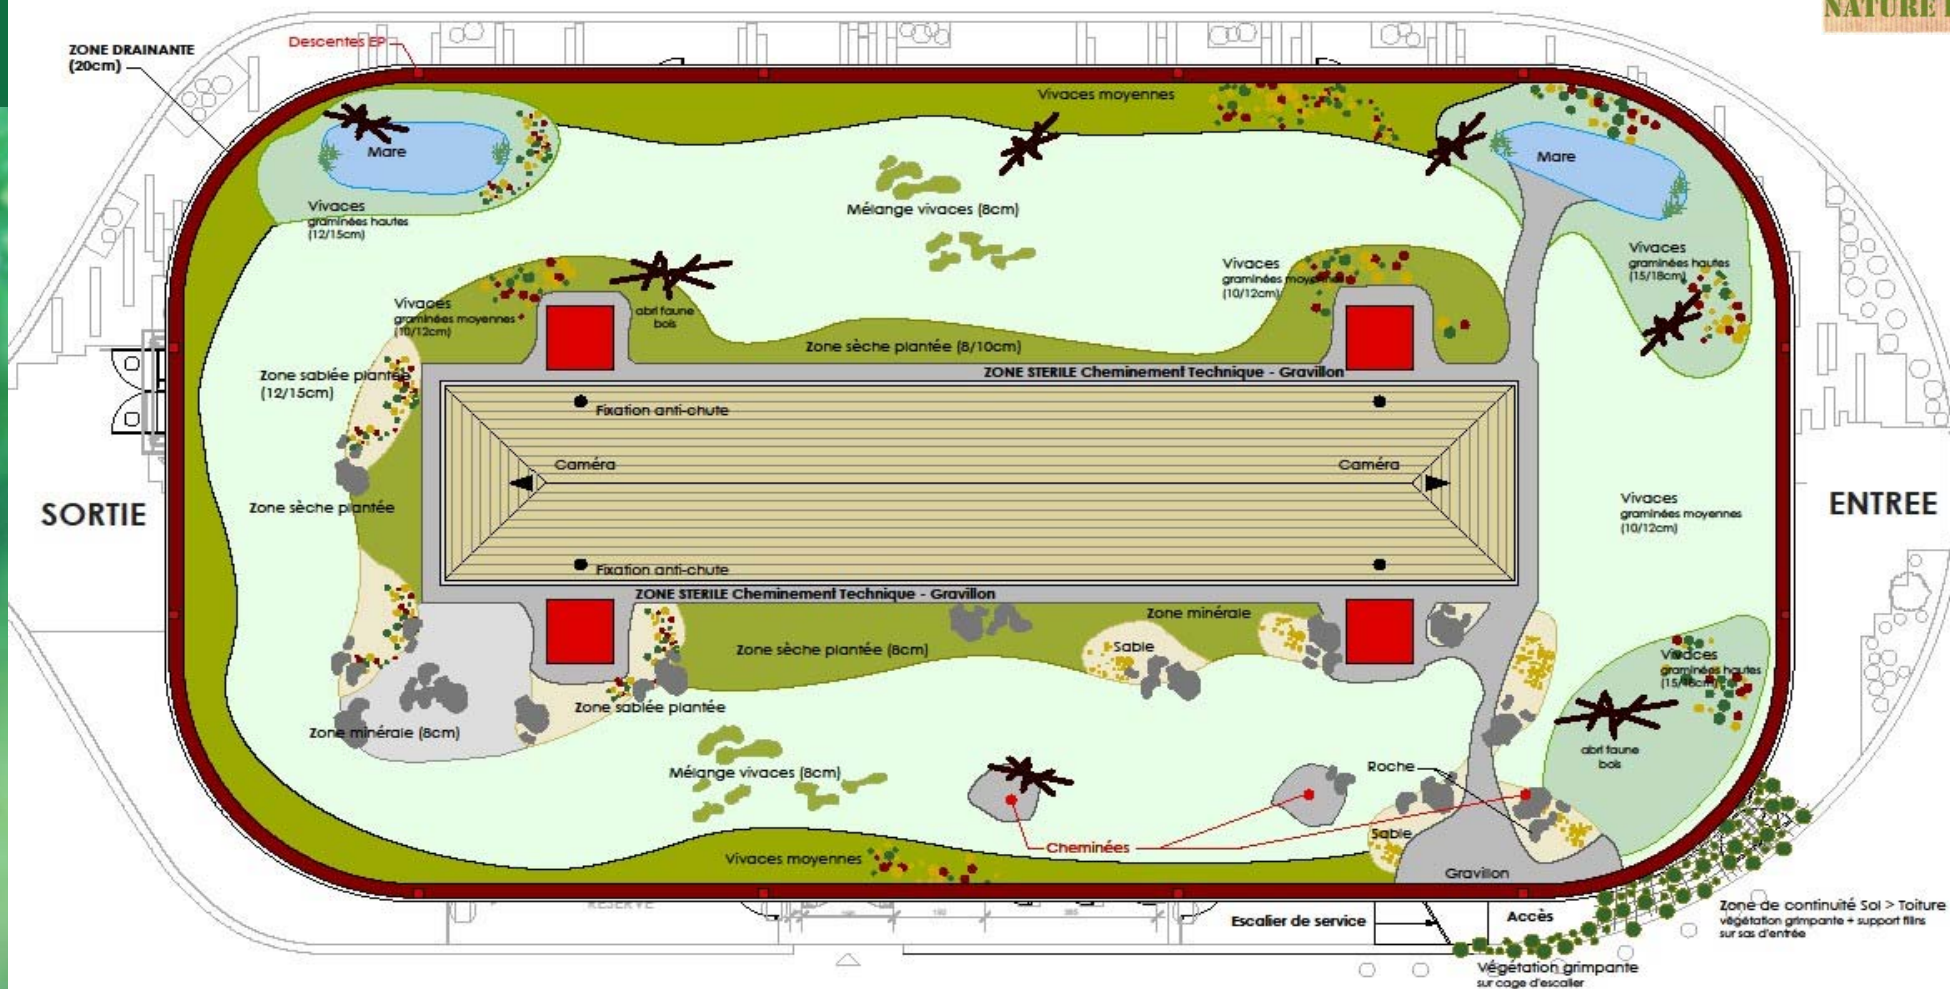 NATURE
ZONE DRAINANTE
(20cm)
Descentes EP
Vivaces moyennes
Mare
Mare
Vivaces
graminées hautes
(12/15cm)
Mélange vivaces (8cm)
Vivaces
graminées hautes
(15/18cm)
Vivaces
graminées moyennes
(10/12cm)
Vivaces
graminées moyennes
(10/12cm)
abri faune
bois
Zone sèche plantée (8/10cm)
Zone sablée plantée
(12/15cm)
ZONE STERILE Cheminement Technique - Gravillon
Fixation anti-chute
Caméra
Caméra
SORTIE
Zone sèche plantée
Vivaces
graminées moyennes
(10/12cm)
ENTREE
Fixation anti-chute
ZONE STERILE Cheminement Technique - Gravillon
Zone minérale
Zone sèche plantée (8cm)
Sable
Vivaces
graminées hautes
(15/18cm)
Zone sablée plantée
Zone minérale (8cm)
abri faune
bois
Mélange vivaces (8cm)
Roche
Sable
Cheminées
Vivaces moyennes
Gravillon
RESERVE
Escalier de service
Accès
Zone de continuité Sol > Toiture
végétation grimpante + support filins
sur sas d'entrée
Végétation grimpante
sur cage d'escalier